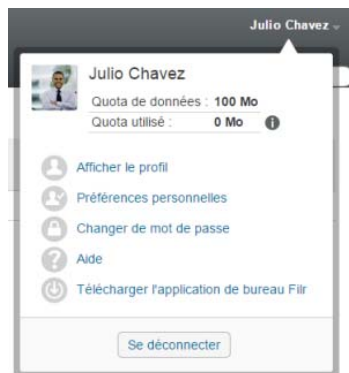 Julio Chavez
Julio Chavez
Quota de données : 100 Mo
Quota utilisé : 0 Mo
Afficher le profil
Préférences personnelles
Changer de mot de passe
Aide
Télécharger l'application de bureau Filr
Se déconnecter